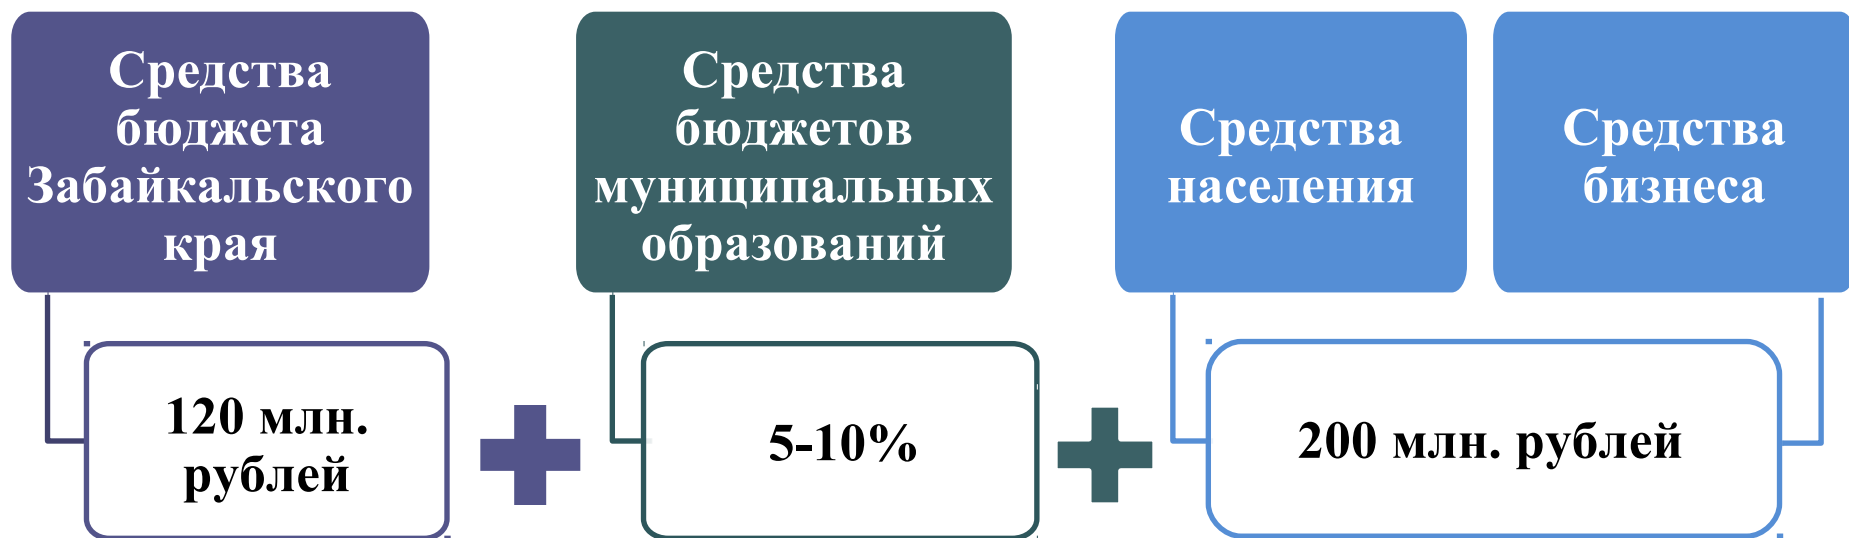 Средства
бюджета
Забайкальского
края
Средства
бюджетов
муниципальных
образований
Средства
населения
Средства
бизнеса
120 млн.
рублей
5-10%
200 млн. рублей